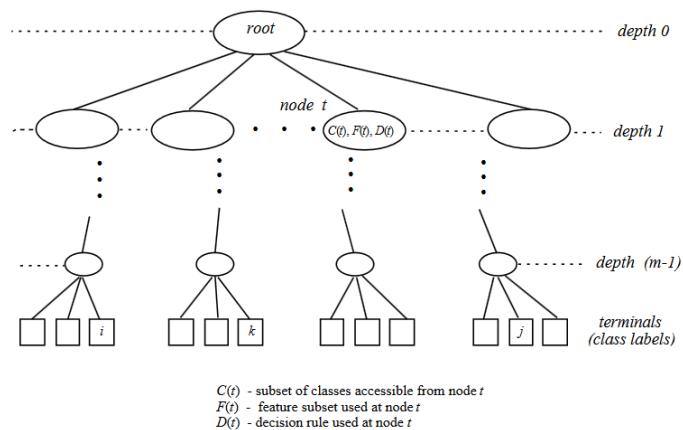 root
depth 0
node t
C(t), F(t), D(t)
depth 1
depth (m-1)
i
k
j
terminals
(class labels)
C(t) - subset of classes accessible from node t
F(t) - feature subset used at node t
D(t) - decision rule used at node t